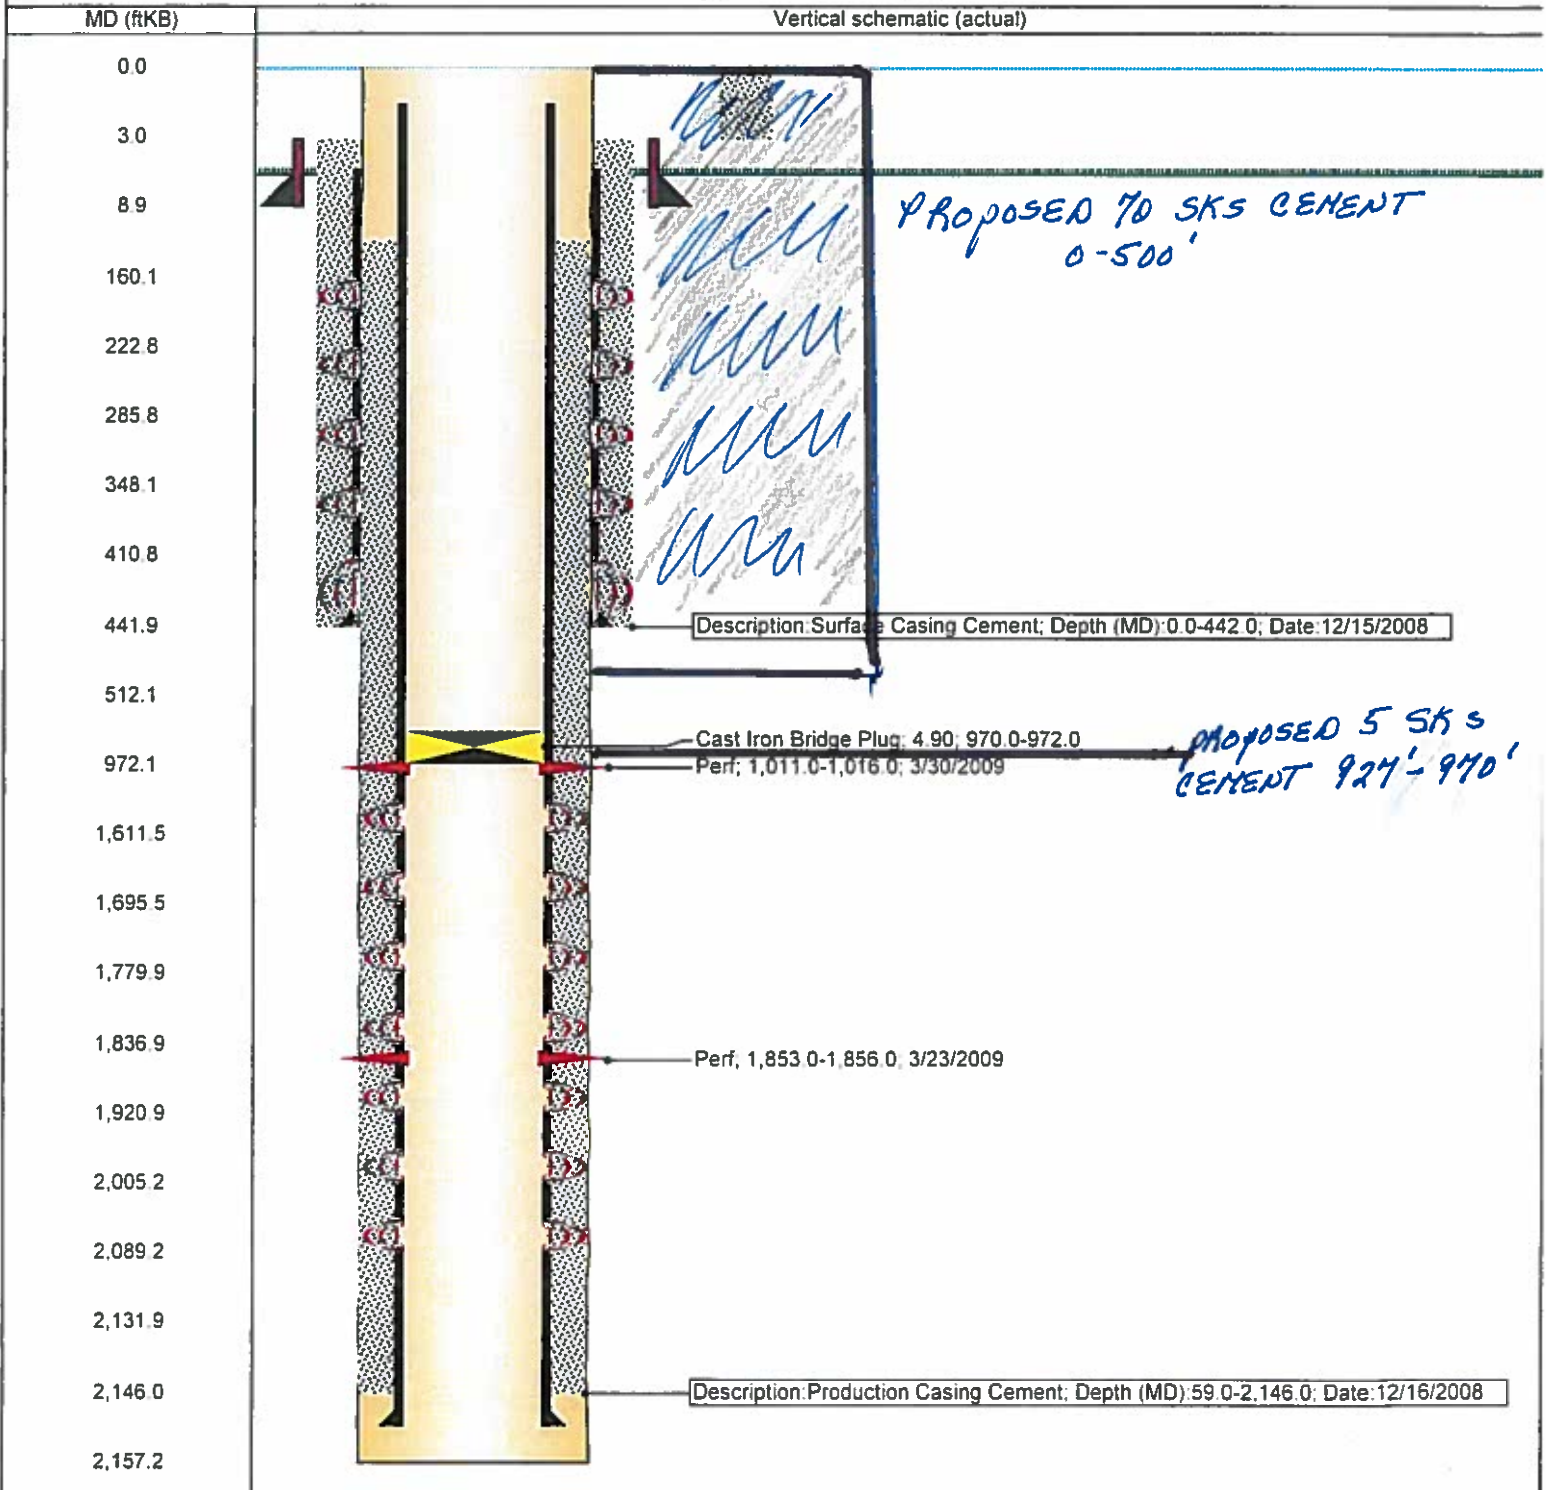 MD (ftKB)
Vertical schematic (actual)
0.0
3.0
8.9
PROPOSED 70 SKS CEMENT
0-500'
160.1
222.8
285.8
348.1
410.8
441.9
Description:Surface Casing Cement; Depth (MD):0.0-442.0; Date:12/15/2008
512.1
Cast Iron Bridge Plug; 4.90; 970.0-972.0
PROPOSED 5 SKS
CEMENT 927'-970'
972.1
Perf; 1,011.0-1,016.0; 3/30/2009
1,611.5
1,695.5
1,779.9
1,836.9
Perf; 1,853.0-1,856.0; 3/23/2009
1,920.9
2,005.2
2,089.2
2,131.9
2,146.0
Description:Production Casing Cement; Depth (MD):59.0-2,146.0; Date:12/16/2008
2,157.2